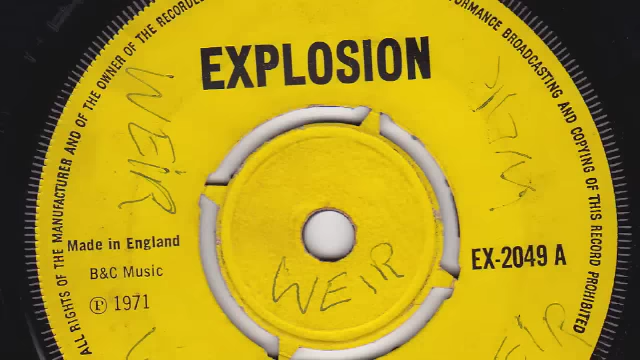 ALL RIGHTS OF THE MANUFACTURER AND OF THE OWNER OF THE RECORDED
PERFORMANCE BROADCASTING AND COPYING OF THIS RECORD PROHIBITED
EXPLOSION
WEIR
WEIR
Made in England
B&C Music
Ⓟ 1971
EX-2049 A
WEIR